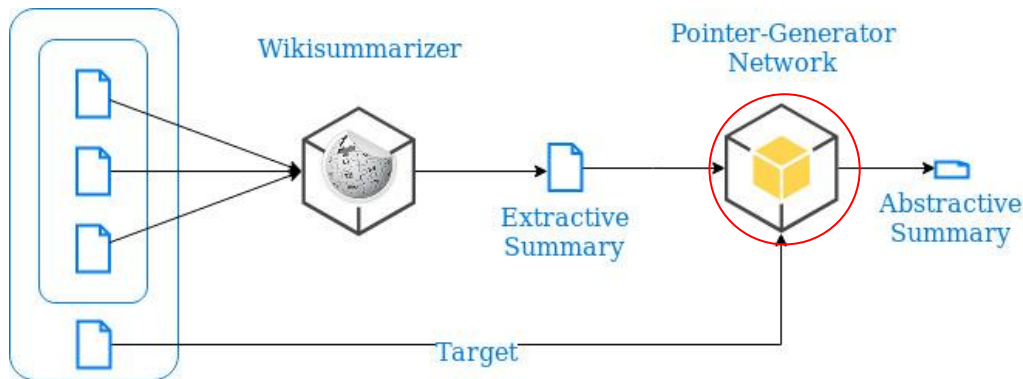 Wikisummarizer
Pointer-Generator
Network
Extractive
Summary
Abstractive
Summary
Target